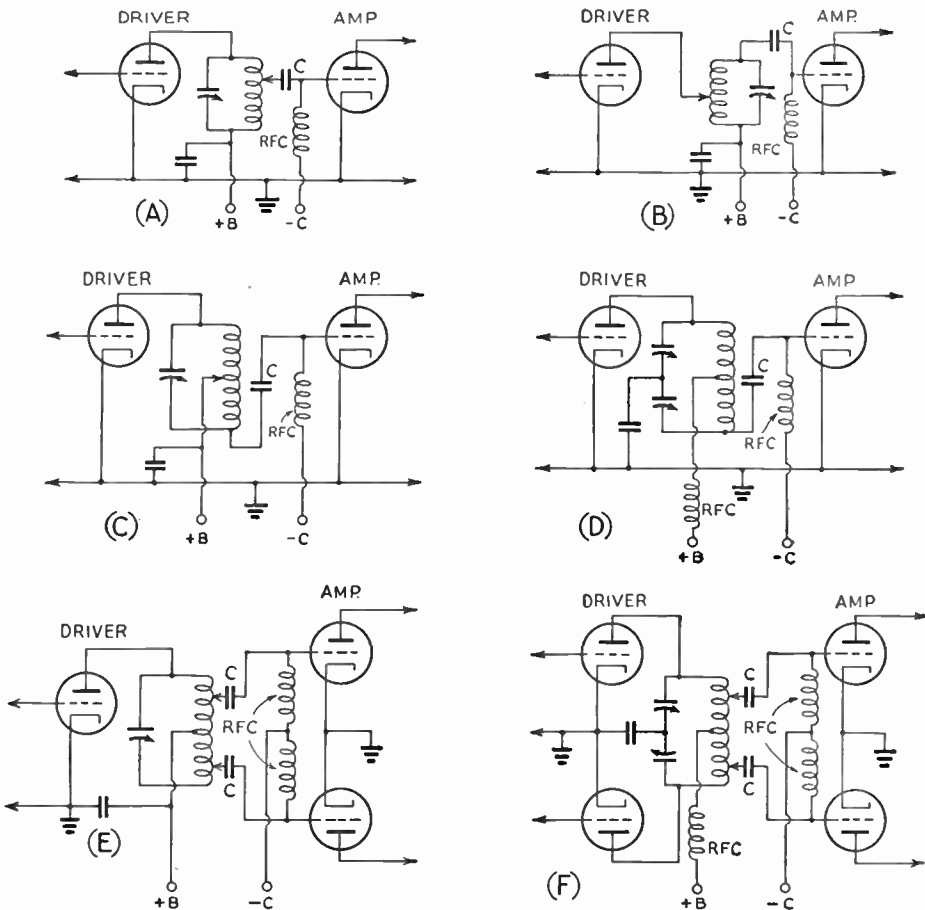 DRIVER AMP.
C
RFC
(A) +B -C
DRIVER AMP.
C
RFC
(B) +B -C
DRIVER AMP.
C
RFC
(C) +B -C
DRIVER AMP.
C
RFC
RFC
(D) +B -C
AMP.
DRIVER
C
RFC
C
(E)
+B -C
DRIVER AMP
C
RFC
C
RFC
(F) +B -C